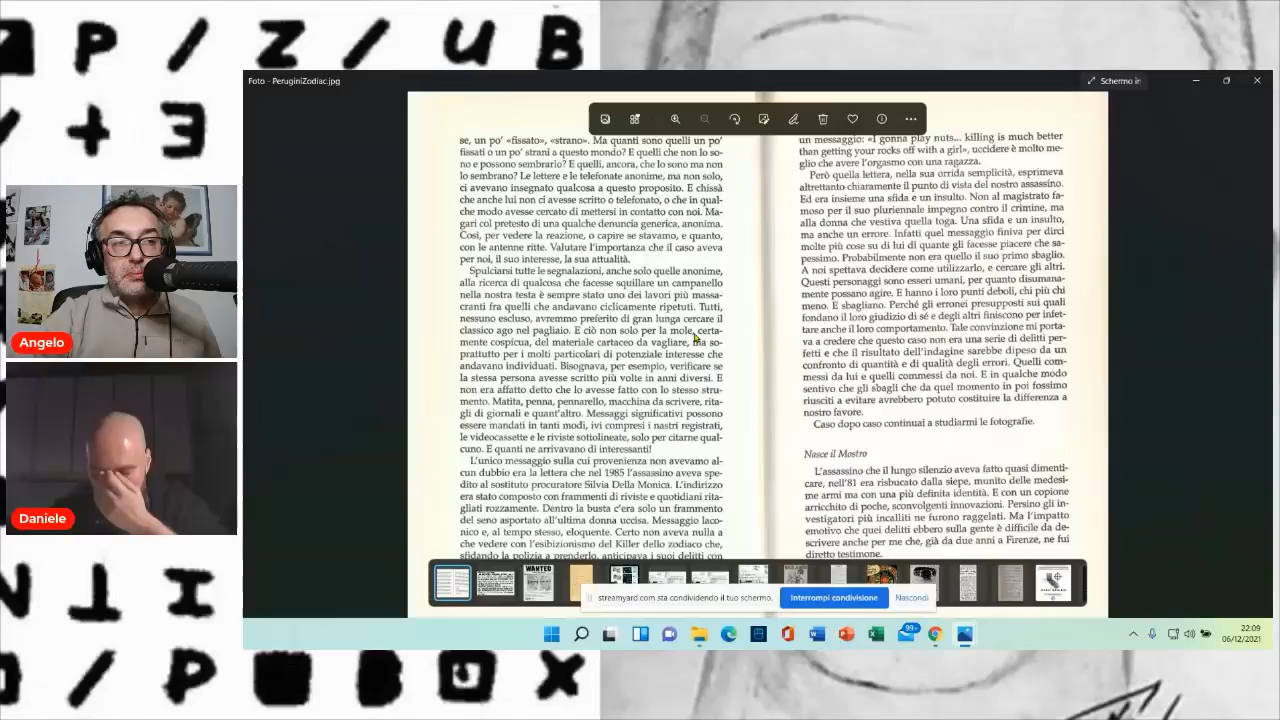 P / Z / U B
+ 3
Foto - PeruginiZodiac.jpg
Schermo in
se, un po' «fissato», «strano». Ma quanti sono quelli un po'
fissati o un po' strani a questo mondo? E quelli che non lo so-
no e possono sembrarlo? E quelli, ancora, che lo sono ma non
lo sembrano? Le lettere e le telefonate anonime, ma non solo,
ci avevano insegnato qualcosa a questo proposito. E chissà
che anche lui non ci avesse scritto o telefonato, o che in qual-
che modo avesse cercato di mettersi in contatto con noi. Ma-
gari col pretesto di una qualche denuncia generica, anonima.
Così, per vedere la reazione, o capire se stavamo, e quanto,
con le antenne ritte. Valutare l'importanza che il caso aveva
per noi, il suo interesse, la sua attualità.
Spulciarsi tutte le segnalazioni, anche solo quelle anonime,
alla ricerca di qualcosa che facesse squillare un campanello
nella nostra testa è sempre stato uno dei lavori più massa-
cranti fra quelli che andavano ciclicamente ripetuti. Tutti,
nessuno escluso, avremmo preferito di gran lunga cercare il
classico ago nel pagliaio. E ciò non solo per la mole, certa-
mente cospicua, del materiale cartaceo da vagliare, ma so-
prattutto per i molti particolari di potenziale interesse che
andavano individuati. Bisognava, per esempio, verificare se
la stessa persona avesse scritto più volte in anni diversi. E
non era affatto detto che lo avesse fatto con lo stesso stru-
mento. Matita, penna, pennarello, macchina da scrivere, rita-
gli di giornali e quant'altro. Messaggi significativi possono
essere mandati in tanti modi, ivi compresi i nastri registrati,
le videocassette e le riviste sottolineate, solo per citarne qual-
cuno. E quanti ne arrivavano di interessanti!
L'unico messaggio sulla cui provenienza non avevamo al-
cun dubbio era la lettera che nel 1985 l'assassino aveva spe-
dito al sostituto procuratore Silvia Della Monica. L'indirizzo
era stato composto con frammenti di riviste e quotidiani rita-
gliati rozzamente. Dentro la busta c'era solo un frammento
del seno asportato all'ultima donna uccisa. Messaggio laco-
nico e, al tempo stesso, eloquente. Certo non aveva nulla a
che vedere con l'esibizionismo del Killer dello zodiaco che,
sfidando la polizia a prenderlo, anticipava i suoi delitti con
un messaggio: «I gonna play nuts... killing is much better
than getting your rocks off with a girl», uccidere è molto me-
glio che avere l'orgasmo con una ragazza.
Però quella lettera, nella sua orrida semplicità, esprimeva
altrettanto chiaramente il punto di vista del nostro assassino.
Ed era insieme una sfida e un insulto. Non al magistrato fa-
moso per il suo pluriennale impegno contro il crimine, ma
alla donna che vestiva quella toga. Una sfida e un insulto,
ma anche un errore. Infatti quel messaggio finiva per dirci
molte più cose su di lui di quante gli facesse piacere che sa-
pessimo. Probabilmente non era quello il suo primo sbaglio.
A noi spettava decidere come utilizzarlo, e cercare gli altri.
Questi personaggi sono esseri umani, per quanto disumana-
mente possano agire. E hanno i loro punti deboli, chi più chi
meno. E sbagliano. Perché gli erronei presupposti sui quali
fondano il loro giudizio di sé e degli altri finiscono per infet-
tare anche il loro comportamento. Tale convinzione mi porta-
va a credere che questo caso non era una serie di delitti per-
fetti e che il risultato dell'indagine sarebbe dipeso da un
confronto di quantità e di qualità degli errori. Quelli com-
messi da lui e quelli commessi da noi. E in qualche modo
sentivo che gli sbagli che da quel momento in poi fossimo
riusciti a evitare avrebbero potuto costituire la differenza a
nostro favore.
Caso dopo caso continuai a studiarmi le fotografie.
Nasce il Mostro
L'assassino che il lungo silenzio aveva fatto quasi dimenti-
care, nell'81 era risbucato dalla siepe, munito delle medesi-
me armi ma con una più definita identità. E con un copione
arricchito di poche, sconvolgenti innovazioni. Persino gli in-
vestigatori più incalliti ne furono raggelati. Ma l'impatto
emotivo che quei delitti ebbero sulla gente è difficile da de-
scrivere anche per me che, già da due anni a Firenze, ne fui
diretto testimone.
Angelo
Daniele
WANTED
streamyard.com sta condividendo il tuo schermo.
Interrompi condivisione
Nascondi
99+
22:09
06/12/2021
/ P
X